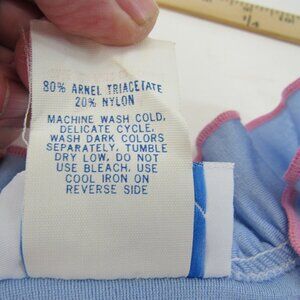 80% ARNEL TRIACETATE
20% NYLON
MACHINE WASH COLD,
DELICATE CYCLE.
WASH DARK COLORS
SEPARATELY, TUMBLE
DRY LOW, DO NOT
USE BLEACH, USE
COOL IRON ON
REVERSE SIDE